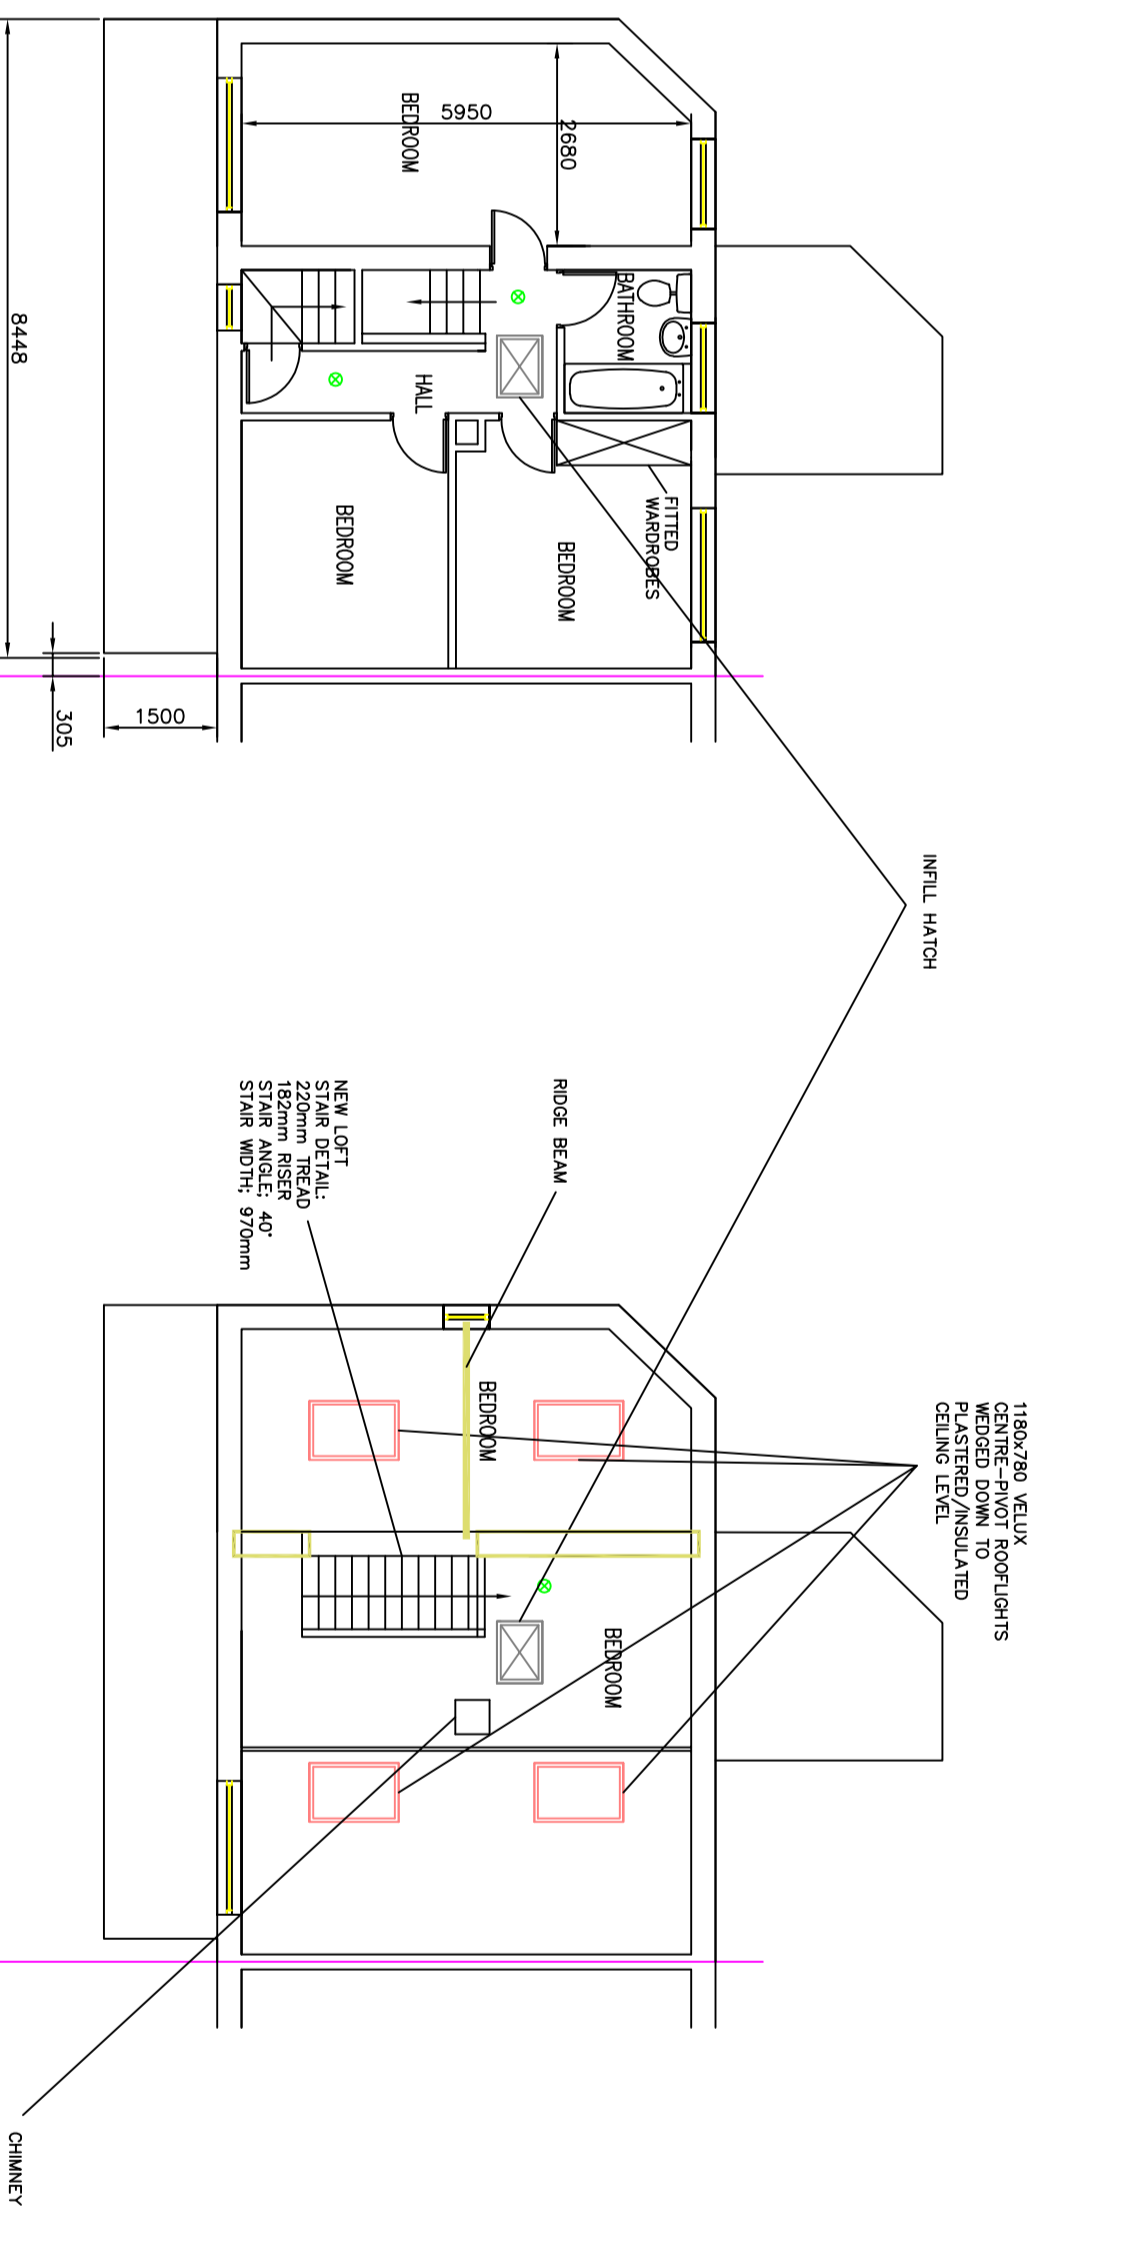 BEDROOM
5950
2680
BATHROOM
HALL
FITTED
WARDROBES
BEDROOM
BEDROOM
8448
305
1500
INFILL HATCH
RIDGE BEAM
NEW LOFT
STAIR DETAIL:
220mm TREAD
182mm RISER
STAIR ANGLE; 40°
STAIR WIDTH; 970mm
1180x780 VELUX
CENTRE-PIVOT ROOFLIGHTS
WEDGED DOWN TO
PLASTERED/INSULATED
CEILING LEVEL
BEDROOM
BEDROOM
CHIMNEY